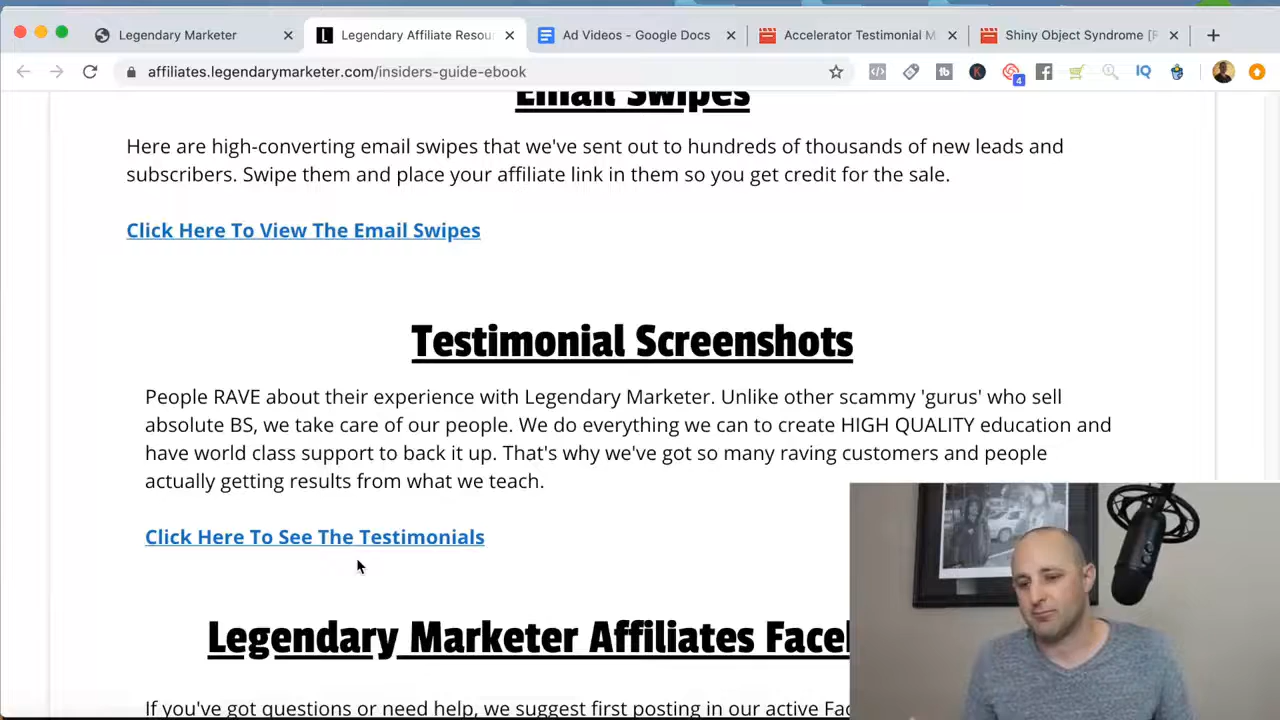 Legendary Marketer
Legendary Affiliate Resou
Ad Videos - Google Docs
Accelerator Testimonial M
Shiny Object Syndrome [F
affiliates.legendarymarketer.com/insiders-guide-ebook
tb
K
4
IQ
Email Swipes
Here are high-converting email swipes that we've sent out to hundreds of thousands of new leads and
subscribers. Swipe them and place your affiliate link in them so you get credit for the sale.
Click Here To View The Email Swipes
Testimonial Screenshots
People RAVE about their experience with Legendary Marketer. Unlike other scammy 'gurus' who sell
absolute BS, we take care of our people. We do everything we can to create HIGH QUALITY education and
have world class support to back it up. That's why we've got so many raving customers and people
actually getting results from what we teach.
Click Here To See The Testimonials
Legendary Marketer Affiliates Face
If you've got questions or need help, we suggest first posting in our active Fac